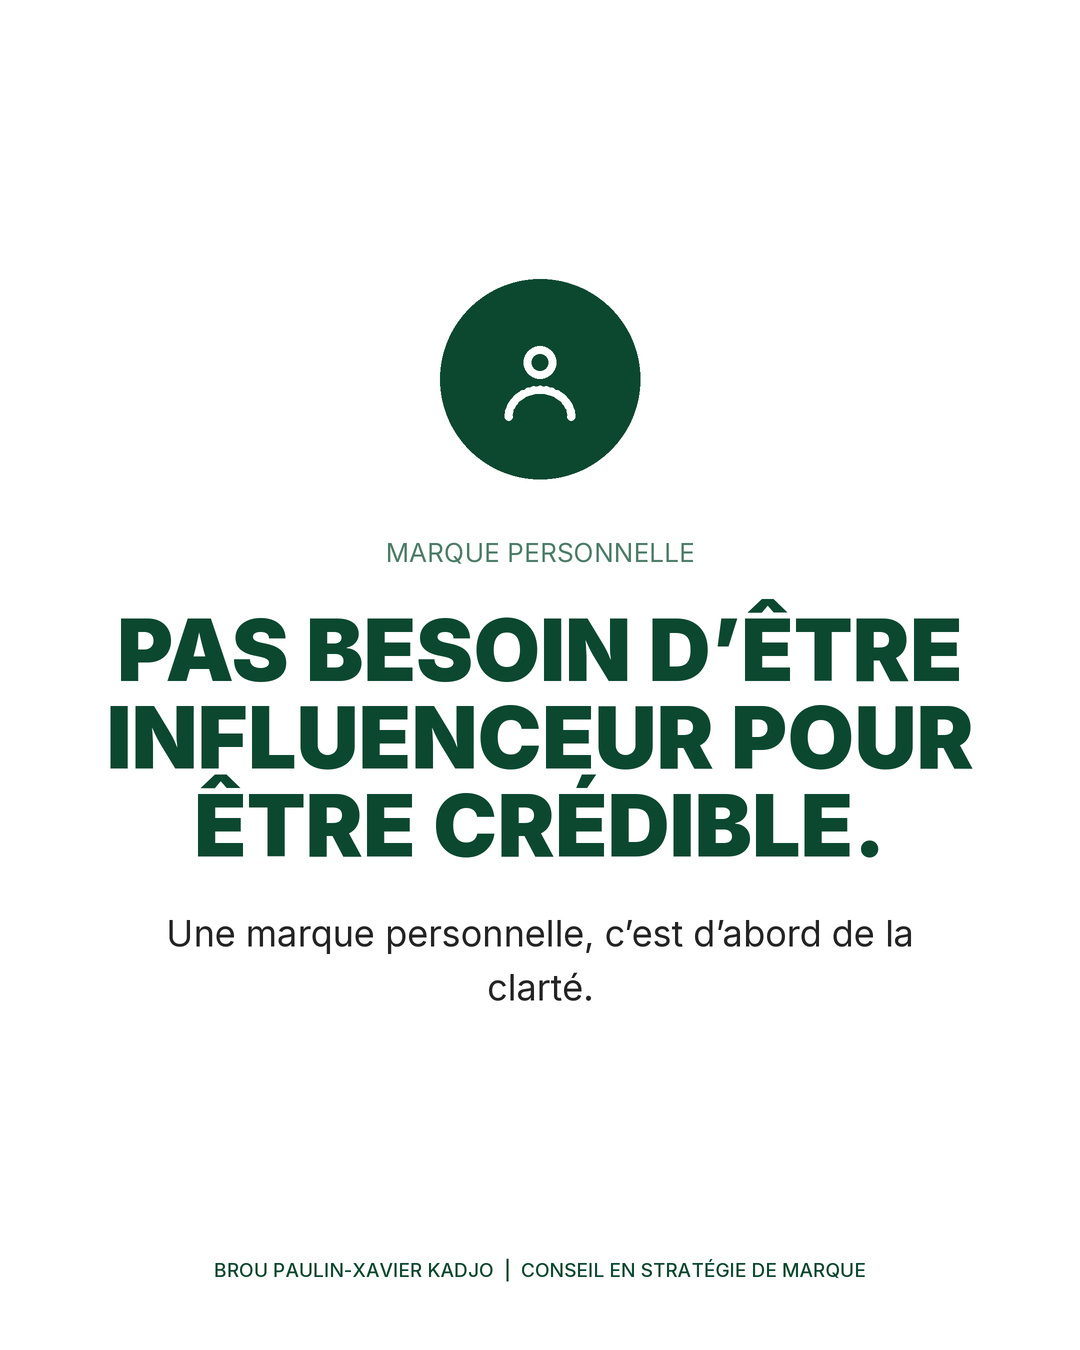 MARQUE PERSONNELLE
PAS BESOIN D’ÊTRE
INFLUENCEUR POUR
ÊTRE CRÉDIBLE.
Une marque personnelle, c’est d’abord de la
clarté.
BROU PAULIN-XAVIER KADJO | CONSEIL EN STRATÉGIE DE MARQUE